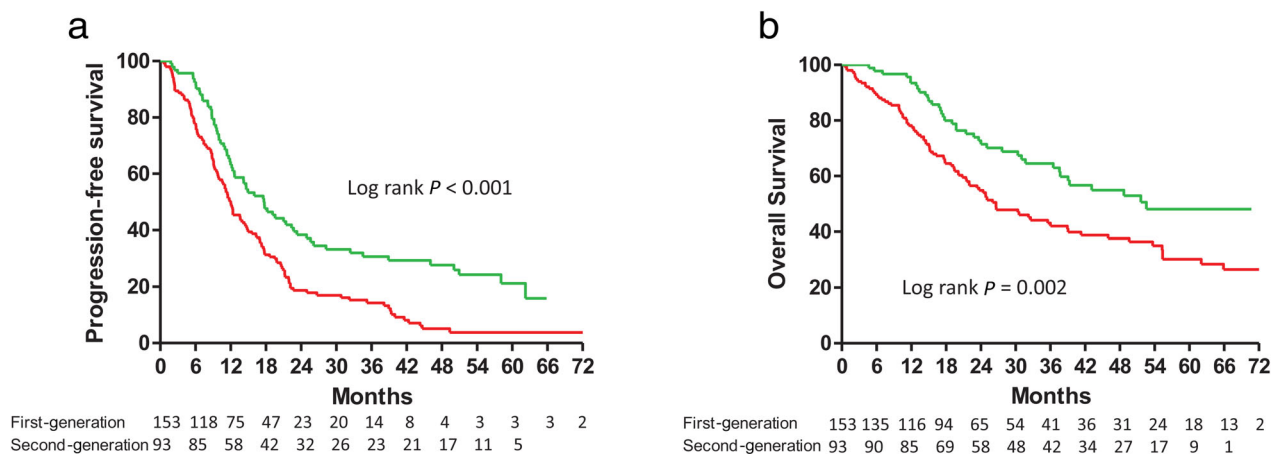 a
100
80
60
40
20
0
Progression-free survival
Log rank P < 0.001
0 6 12 18 24 30 36 42 48 54 60 66 72
Months
First-generation 153 118 75 47 23 20 14 8 4 3 3 3 2
Second-generation 93 85 58 42 32 26 23 21 17 11 5
b
100
80
60
40
20
0
Overall Survival
Log rank P = 0.002
0 6 12 18 24 30 36 42 48 54 60 66 72
Months
First-generation 153 135 116 94 65 54 41 36 31 24 18 13 2
Second-generation 93 90 85 69 58 48 42 34 27 17 9 1